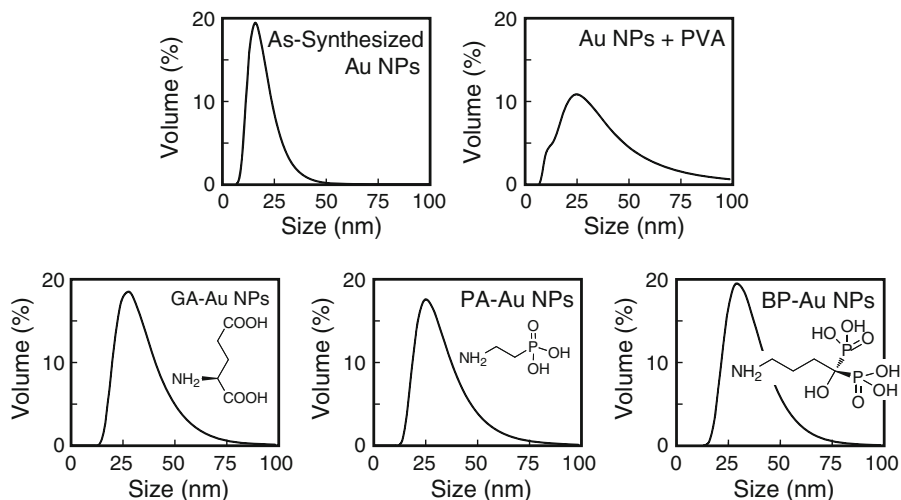 As-Synthesized
Au NPs
Volume (%)
20
10
0
0 25 50 75 100
Size (nm)
Au NPs + PVA
Volume (%)
20
10
0
0 25 50 75 100
Size (nm)
GA-Au NPs
COOH
NH₂
COOH
Volume (%)
20
10
0
0 25 50 75 100
Size (nm)
PA-Au NPs
O
NH₂ P OH
OH
Volume (%)
20
10
0
0 25 50 75 100
Size (nm)
BP-Au NPs
OH
HO P O
NH₂ P OH
HO O OH
Volume (%)
20
10
0
0 25 50 75 100
Size (nm)